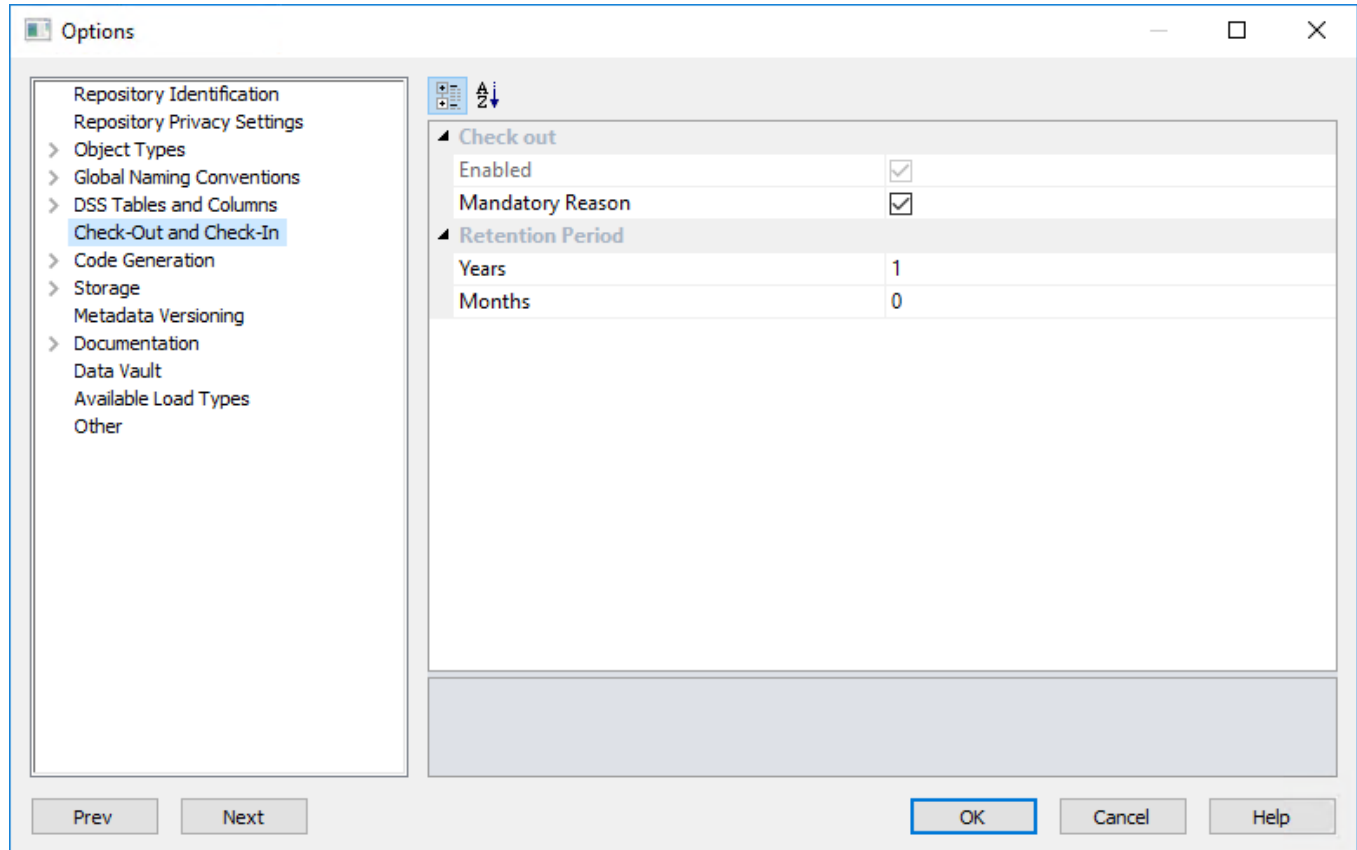 Options
Repository Identification
Repository Privacy Settings
Object Types
Global Naming Conventions
DSS Tables and Columns
Check-Out and Check-In
Code Generation
Storage
Metadata Versioning
Documentation
Data Vault
Available Load Types
Other
A
Z
Check out
Enabled
Mandatory Reason
Retention Period
Years 1
Months 0
Prev Next OK Cancel Help